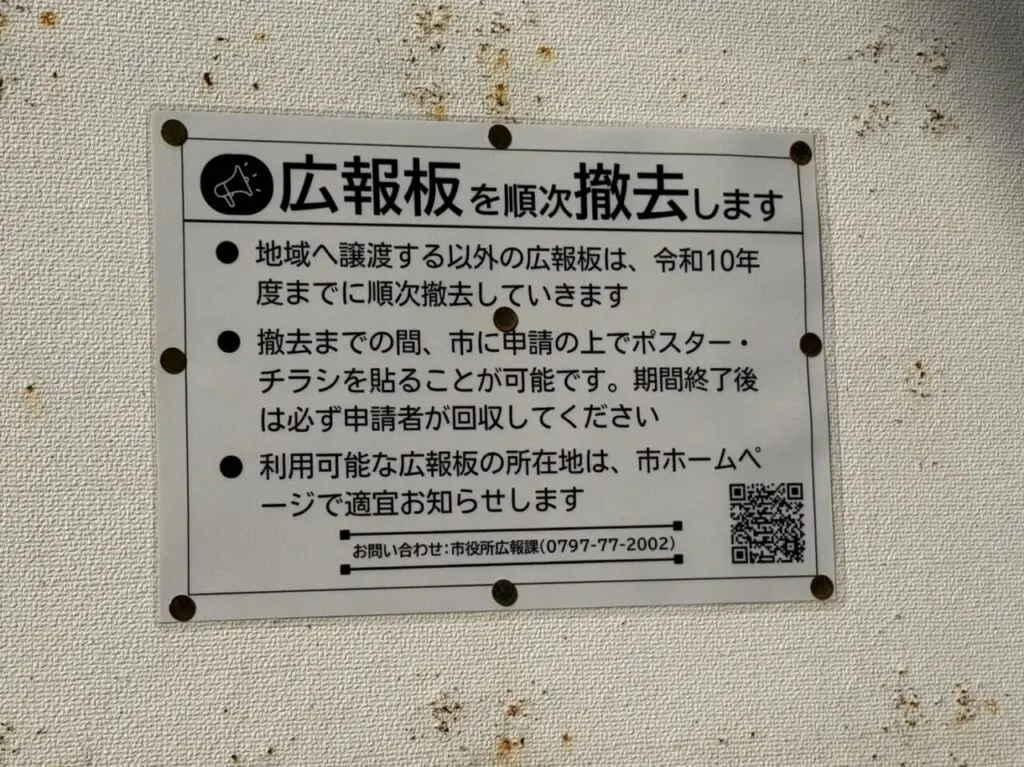 広報板を順次撤去します
● 地域へ譲渡する以外の広報板は、令和10年
度までに順次撤去していきます
● 撤去までの間、市に申請の上でポスター・
チラシを貼ることが可能です。期間終了後
は必ず申請者が回収してください
● 利用可能な広報板の所在地は、市ホームペ
ージで適宜お知らせします
お問い合わせ:市役所広報課(0797-77-2002)